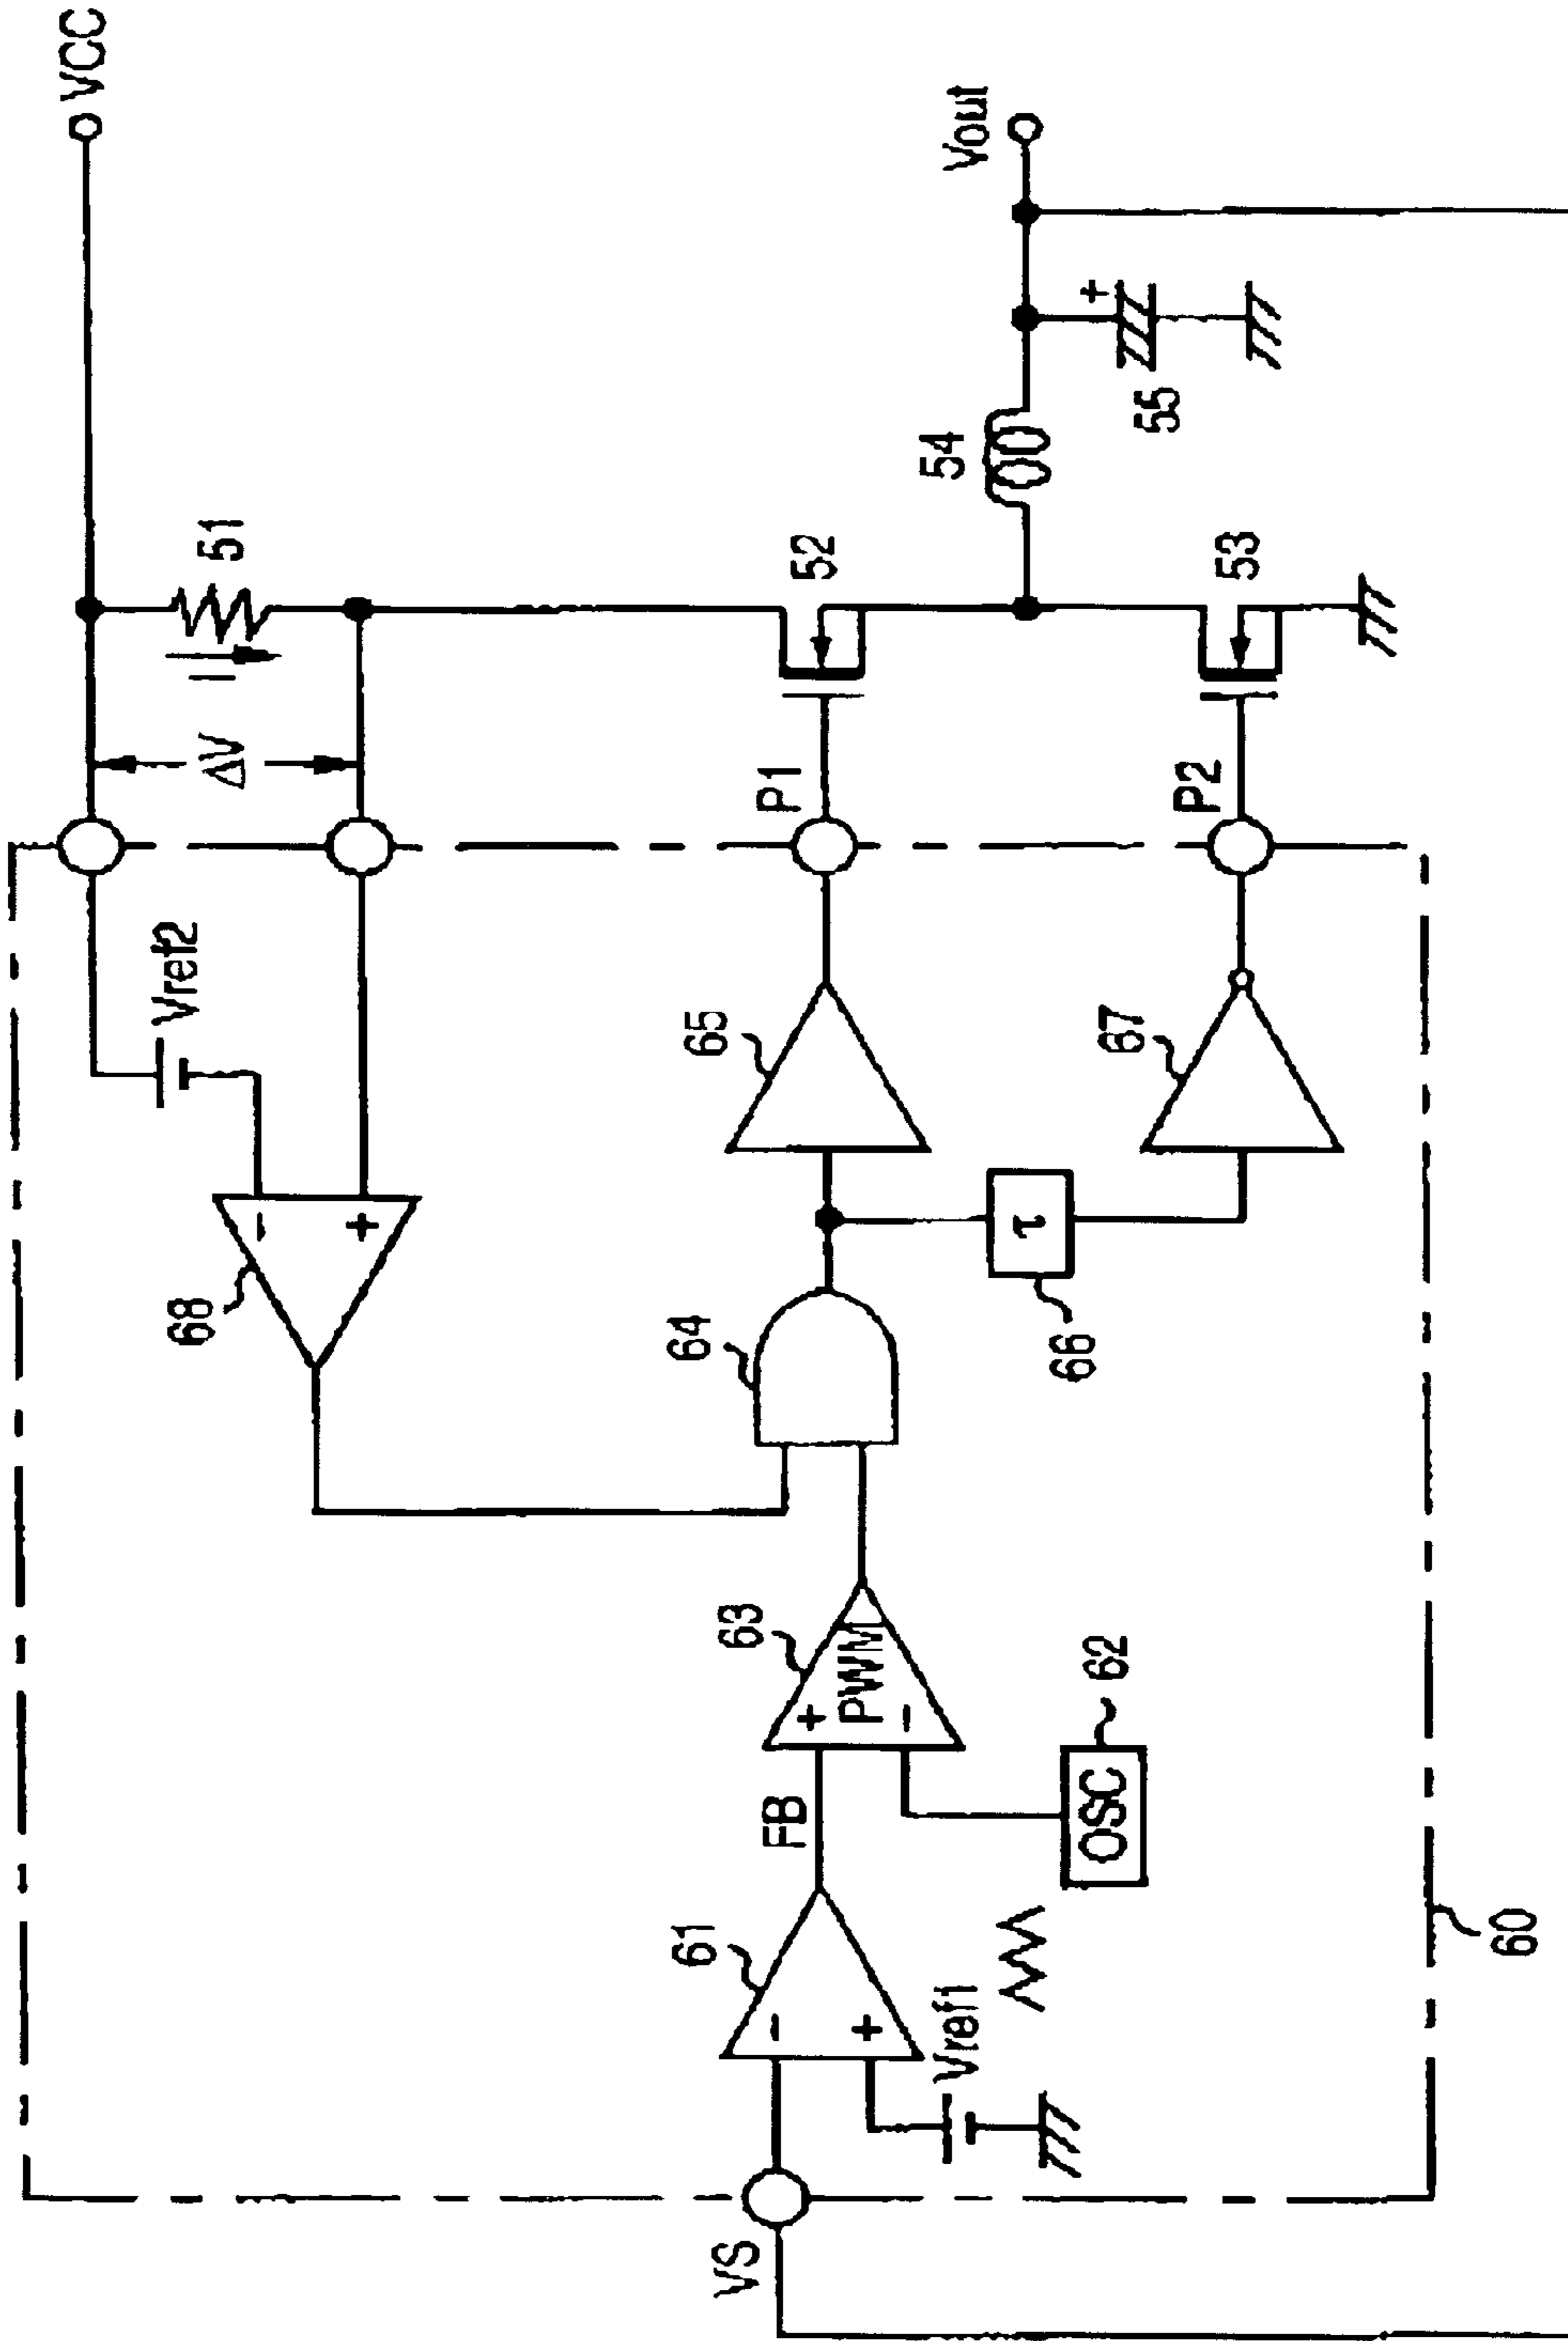 VCC
Vout
51
I
ΔV
54
+
55
52
53
P1
P2
Vref2
65
67
68
-
+
64
τ
66
63
+
PWM
-
62
OSC
FB
61
-
+
Vref1
60
VS